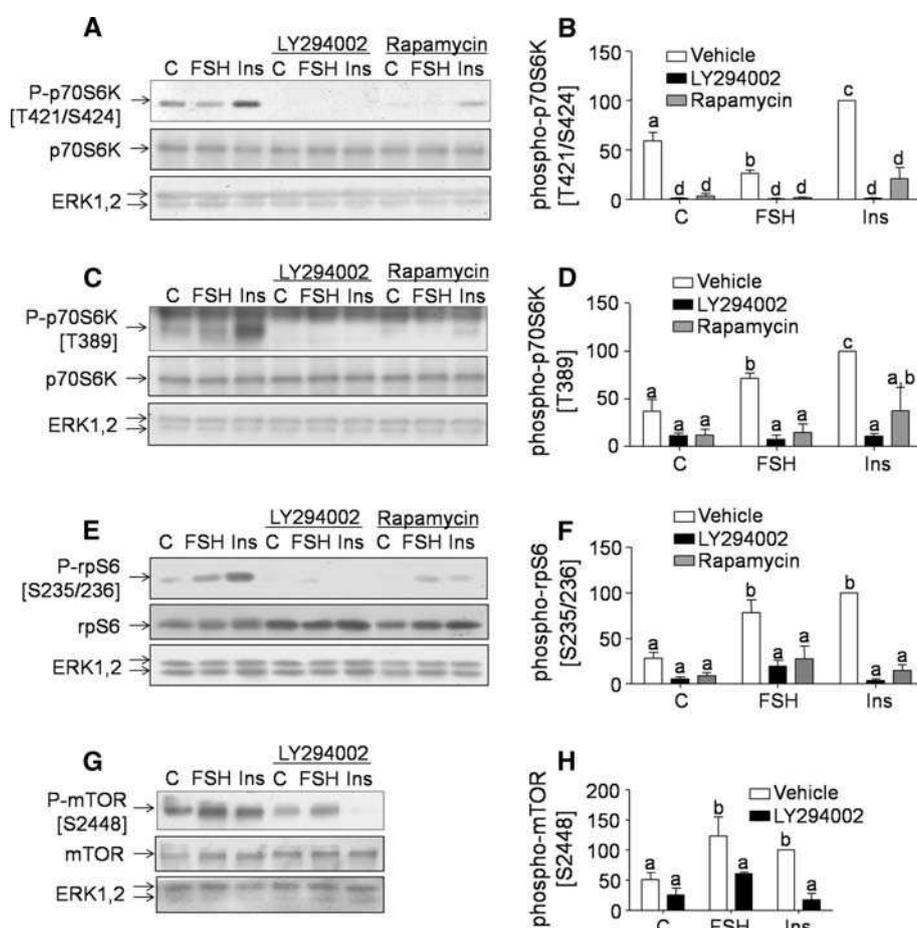 A
LY294002 Rapamycin
C FSH Ins C FSH Ins C FSH Ins
P-p70S6K
[T421/S424]
p70S6K
ERK1,2
B
phospho-p70S6K
[T421/S424]
150
100
50
0
Vehicle
LY294002
Rapamycin
a d d b d d c d d
C FSH Ins
C
LY294002 Rapamycin
C FSH Ins C FSH Ins C FSH Ins
P-p70S6K
[T389]
p70S6K
ERK1,2
D
phospho-p70S6K
[T389]
150
100
50
0
Vehicle
LY294002
Rapamycin
a a a b a a c a a,b
C FSH Ins
E
LY294002 Rapamycin
C FSH Ins C FSH Ins C FSH Ins
P-rpS6
[S235/236]
rpS6
ERK1,2
F
phospho-rpS6
[S235/236]
150
100
50
0
Vehicle
LY294002
Rapamycin
a a a b a a b a a
C FSH Ins
G
LY294002
C FSH Ins C FSH Ins
P-mTOR
[S2448]
mTOR
ERK1,2
H
phospho-mTOR
[S2448]
200
150
100
50
0
Vehicle
LY294002
a a b a b a
C FSH Ins